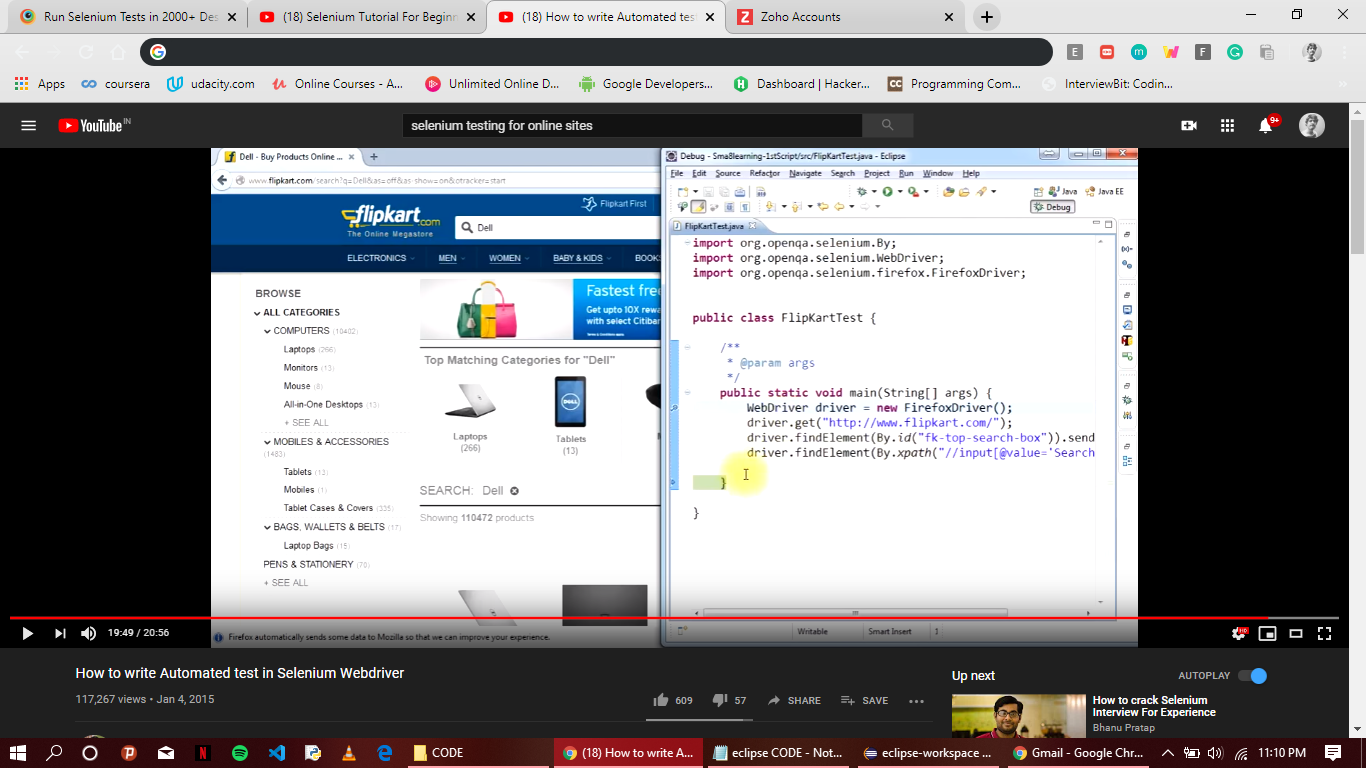 Run Selenium Tests in 2000+ Des
(18) Selenium Tutorial For Beginn
(18) How to write Automated test
Zoho Accounts
Apps
coursera
udacity.com
Online Courses - A...
Unlimited Online D...
Google Developers...
Dashboard | Hacker...
Programming Com...
InterviewBit: Codin...
YouTube IN
selenium testing for online sites
9+
Dell - Buy Products Online ...
www.flipkart.com/search?q=Dell&as=off&as-show=on&otracker=start
Flipkart First
flipkart.com
The Online Megastore
Dell
ELECTRONICS
MEN
WOMEN
BABY & KIDS
BOOKS
BROWSE
ALL CATEGORIES
COMPUTERS (10402)
Laptops (266)
Monitors (13)
Mouse (8)
All-in-One Desktops (13)
+ SEE ALL
MOBILES & ACCESSORIES
(1483)
Tablets (13)
Mobiles (1)
Tablet Cases & Covers (335)
BAGS, WALLETS & BELTS (17)
Laptop Bags (15)
PENS & STATIONERY (70)
+ SEE ALL
Fastest free
Get upto 10X rewa
with select Citiban
Top Matching Categories for "Dell"
Laptops
(266)
Tablets
(13)
SEARCH: Dell
Showing 110472 products
Firefox automatically sends some data to Mozilla so that we can improve your experience.
Debug - Sma8learning-1stScript/src/FlipKartTest.java - Eclipse
File Edit Source Refactor Navigate Search Project Run Window Help
Java
Java EE
Debug
FlipKartTest.java
import org.openqa.selenium.By;
import org.openqa.selenium.WebDriver;
import org.openqa.selenium.firefox.FirefoxDriver;
public class FlipKartTest {
/**
* @param args
*/
public static void main(String[] args) {
WebDriver driver = new FirefoxDriver();
driver.get("http://www.flipkart.com/");
driver.findElement(By.id("fk-top-search-box")).send
driver.findElement(By.xpath("//input[@value='Search
}
}
Writable
Smart Insert
19:49 / 20:56
HD
How to write Automated test in Selenium Webdriver
117,267 views • Jan 4, 2015
609
57
SHARE
SAVE
Up next
AUTOPLAY
How to crack Selenium
Interview For Experience
Bhanu Pratap
CODE
(18) How to write A...
eclipse CODE - Not...
eclipse-workspace ...
Gmail - Google Chr...
11:10 PM